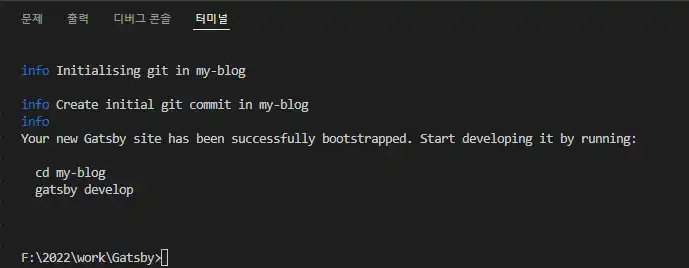 문제 출력 디버그 콘솔 터미널
info Initialising git in my-blog
info Create initial git commit in my-blog
info
Your new Gatsby site has been successfully bootstrapped. Start developing it by running:
cd my-blog
gatsby develop
F:\2022\work\Gatsby>